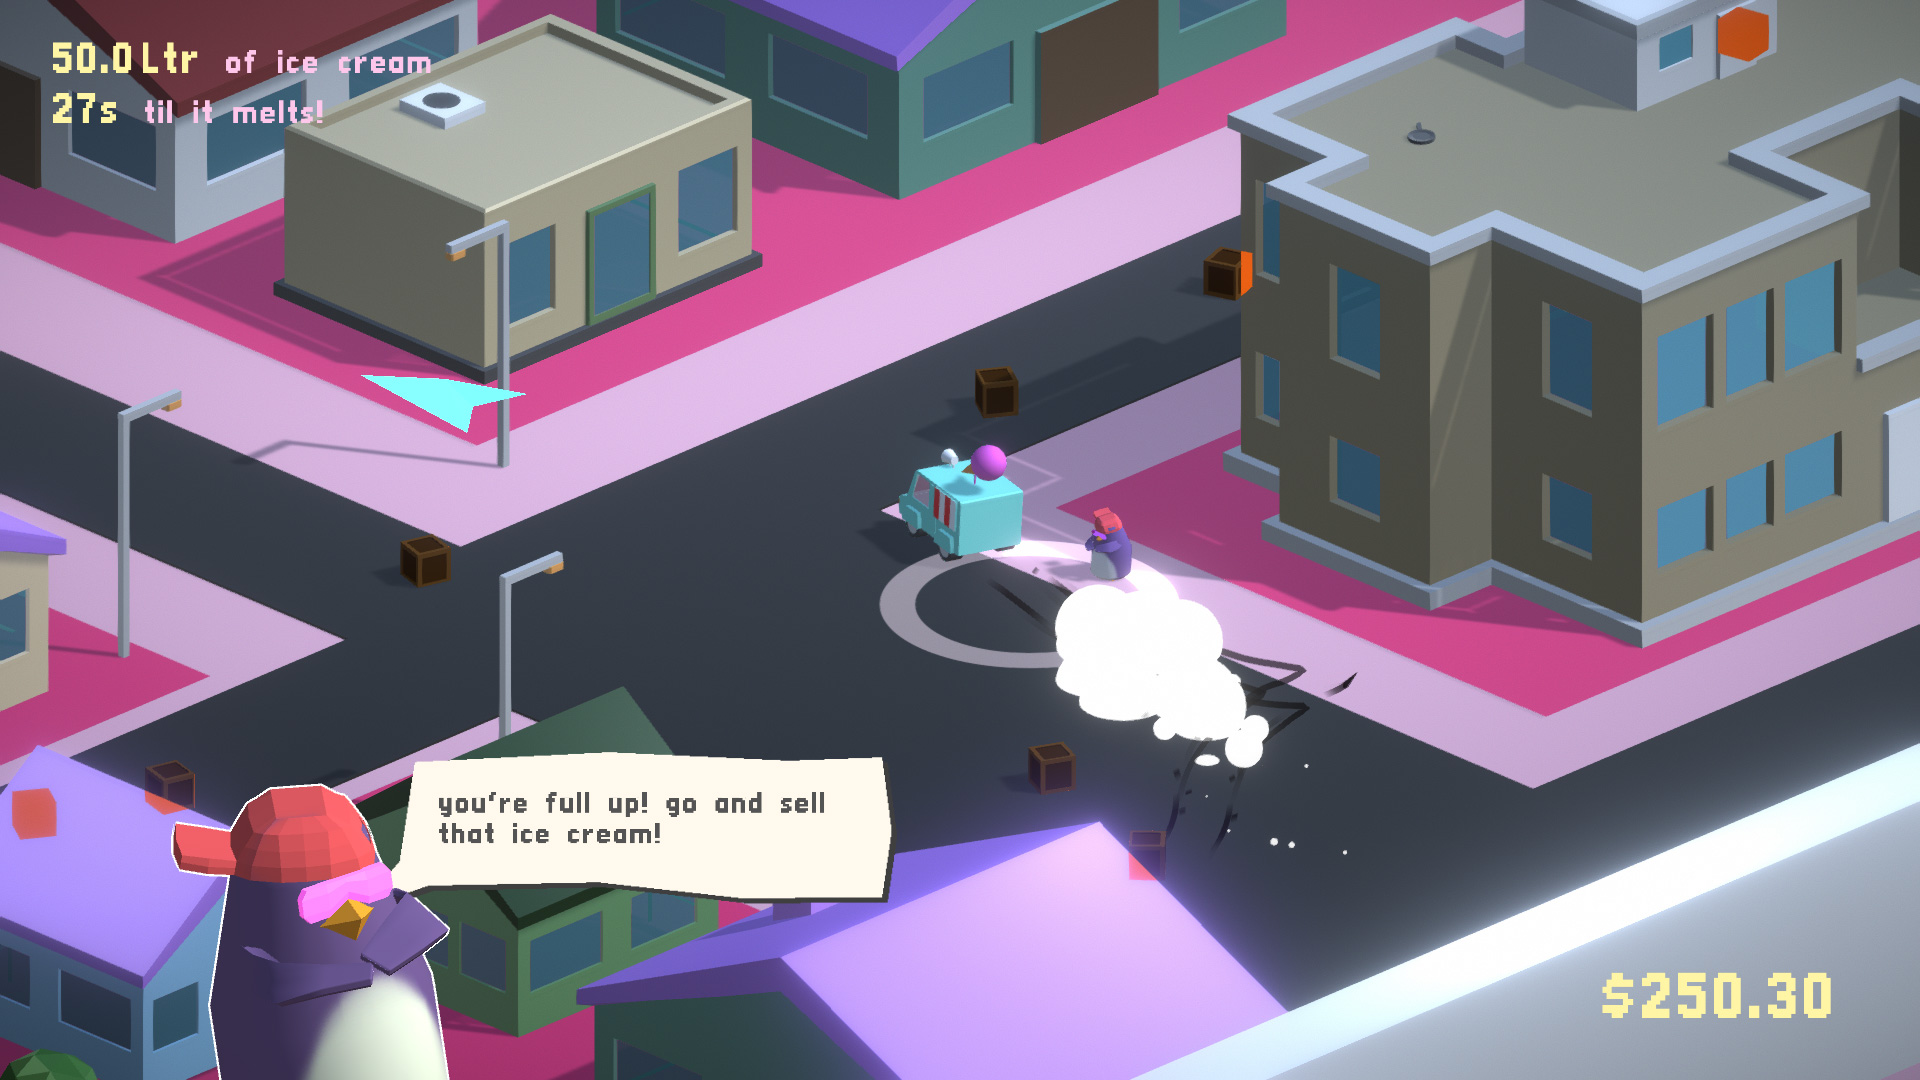 50.0Ltr of ice cream
27s til it melts!
you're full up! go and sell
that ice cream!
$250.30